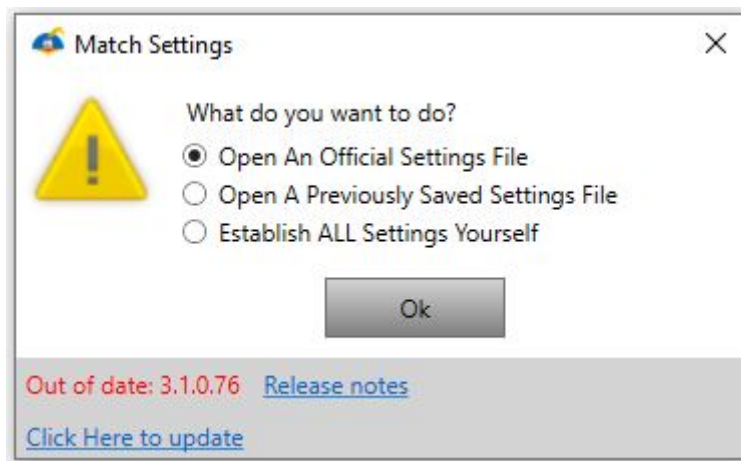 Match Settings
What do you want to do?
Open An Official Settings File
Open A Previously Saved Settings File
Establish ALL Settings Yourself
Ok
Out of date: 3.1.0.76 Release notes
Click Here to update